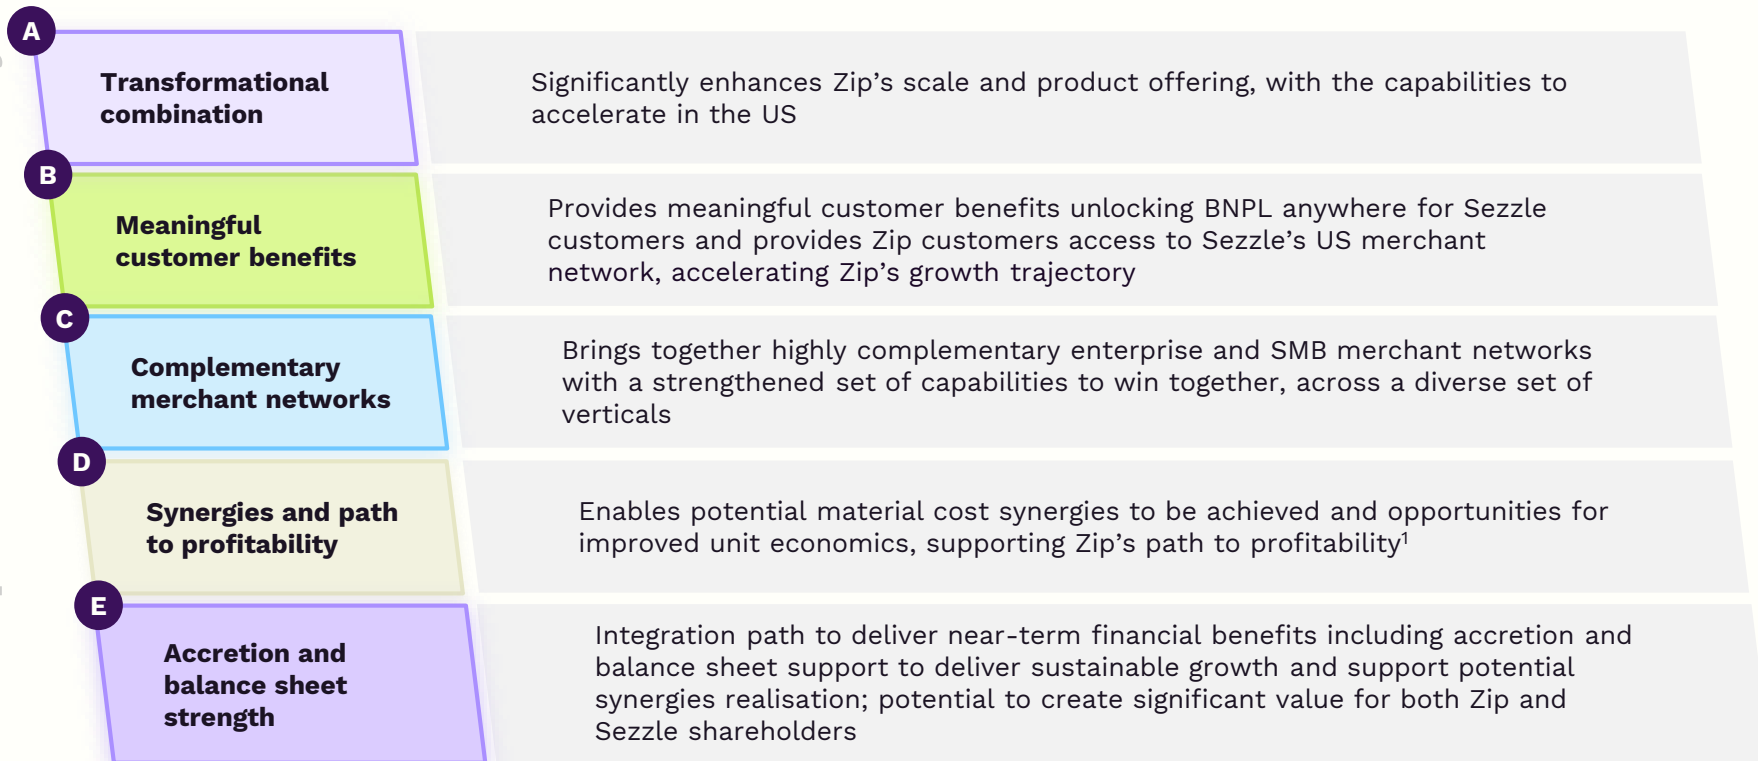 A
Transformational
combination
Significantly enhances Zip’s scale and product offering, with the capabilities to
accelerate in the US
B
Meaningful
customer benefits
Provides meaningful customer benefits unlocking BNPL anywhere for Sezzle
customers and provides Zip customers access to Sezzle’s US merchant
network, accelerating Zip’s growth trajectory
C
Complementary
merchant networks
Brings together highly complementary enterprise and SMB merchant networks
with a strengthened set of capabilities to win together, across a diverse set of
verticals
D
Synergies and path
to profitability
Enables potential material cost synergies to be achieved and opportunities for
improved unit economics, supporting Zip’s path to profitability¹
E
Accretion and
balance sheet
strength
Integration path to deliver near-term financial benefits including accretion and
balance sheet support to deliver sustainable growth and support potential
synergies realisation; potential to create significant value for both Zip and
Sezzle shareholders